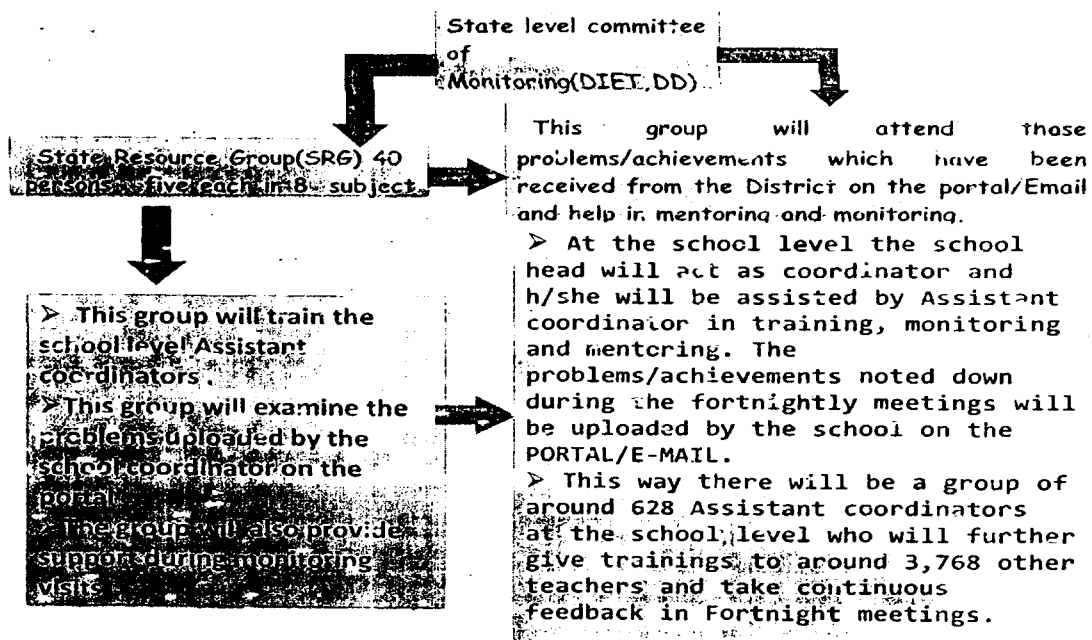 State level committee
of
Monitoring(DIET,DD)
State Resource Group(SRG) 40
persons five each in 8 subject
This group will attend those
problems/achievements which have been
received from the District on the portal/Email
and help in mentoring and monitoring.
➢ This group will train the
school level Assistant
coordinators.
➢ This group will examine the
problems uploaded by the
school coordinator on the
portal
➢ The group will also provide
support during monitoring
visits
➢ At the school level the school
head will act as coordinator and
h/she will be assisted by Assistant
coordinator in training, monitoring
and mentoring. The
problems/achievements noted down
during the fortnightly meetings will
be uploaded by the school on the
PORTAL/E-MAIL.
➢ This way there will be a group of
around 628 Assistant coordinators
at the school level who will further
give trainings to around 3,768 other
teachers and take continuous
feedback in Fortnight meetings.